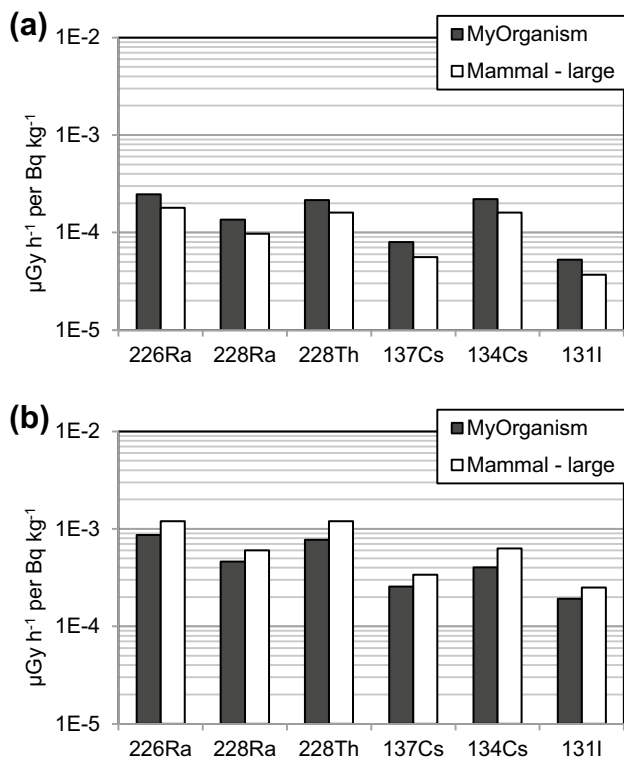 (a)
1E-2
MyOrganism
Mammal - large
1E-3
µGy h⁻¹ per Bq kg⁻¹
1E-4
1E-5
226Ra 228Ra 228Th 137Cs 134Cs 131I
(b)
1E-2
MyOrganism
Mammal - large
1E-3
µGy h⁻¹ per Bq kg⁻¹
1E-4
1E-5
226Ra 228Ra 228Th 137Cs 134Cs 131I